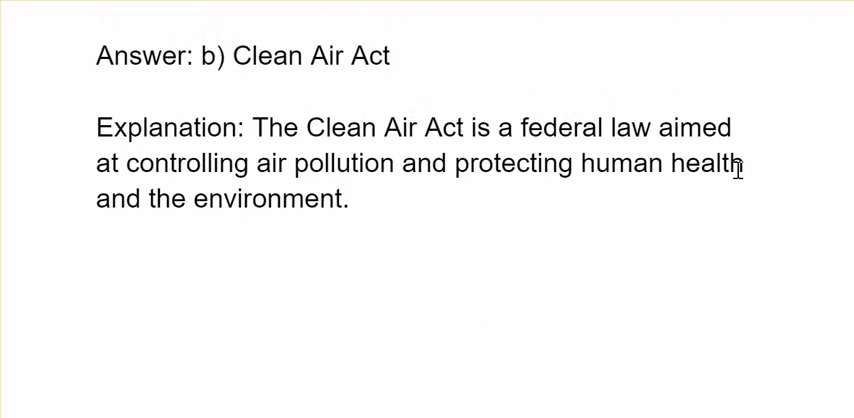 Answer: b) Clean Air Act
Explanation: The Clean Air Act is a federal law aimed
at controlling air pollution and protecting human health
and the environment.